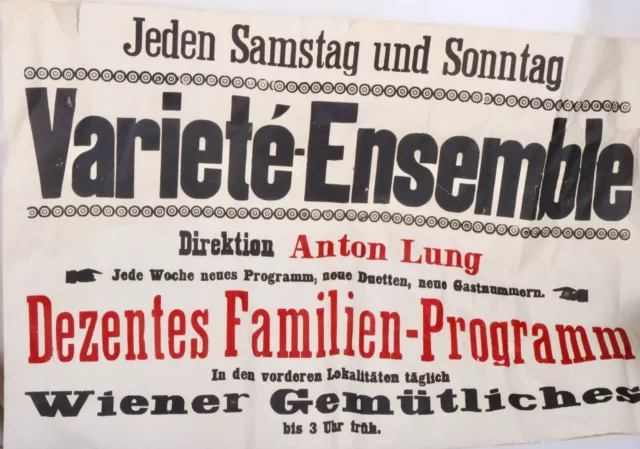 Jeden Samstag und Sonntag
Varieté-Ensemble
Direktion Anton Lung
Jede Woche neues Programm, neue Duetten, neue Gastnummern.
Dezentes Familien-Programm
In den vorderen Lokalitäten täglich
Wiener Gemütliches
bis 3 Uhr früh.